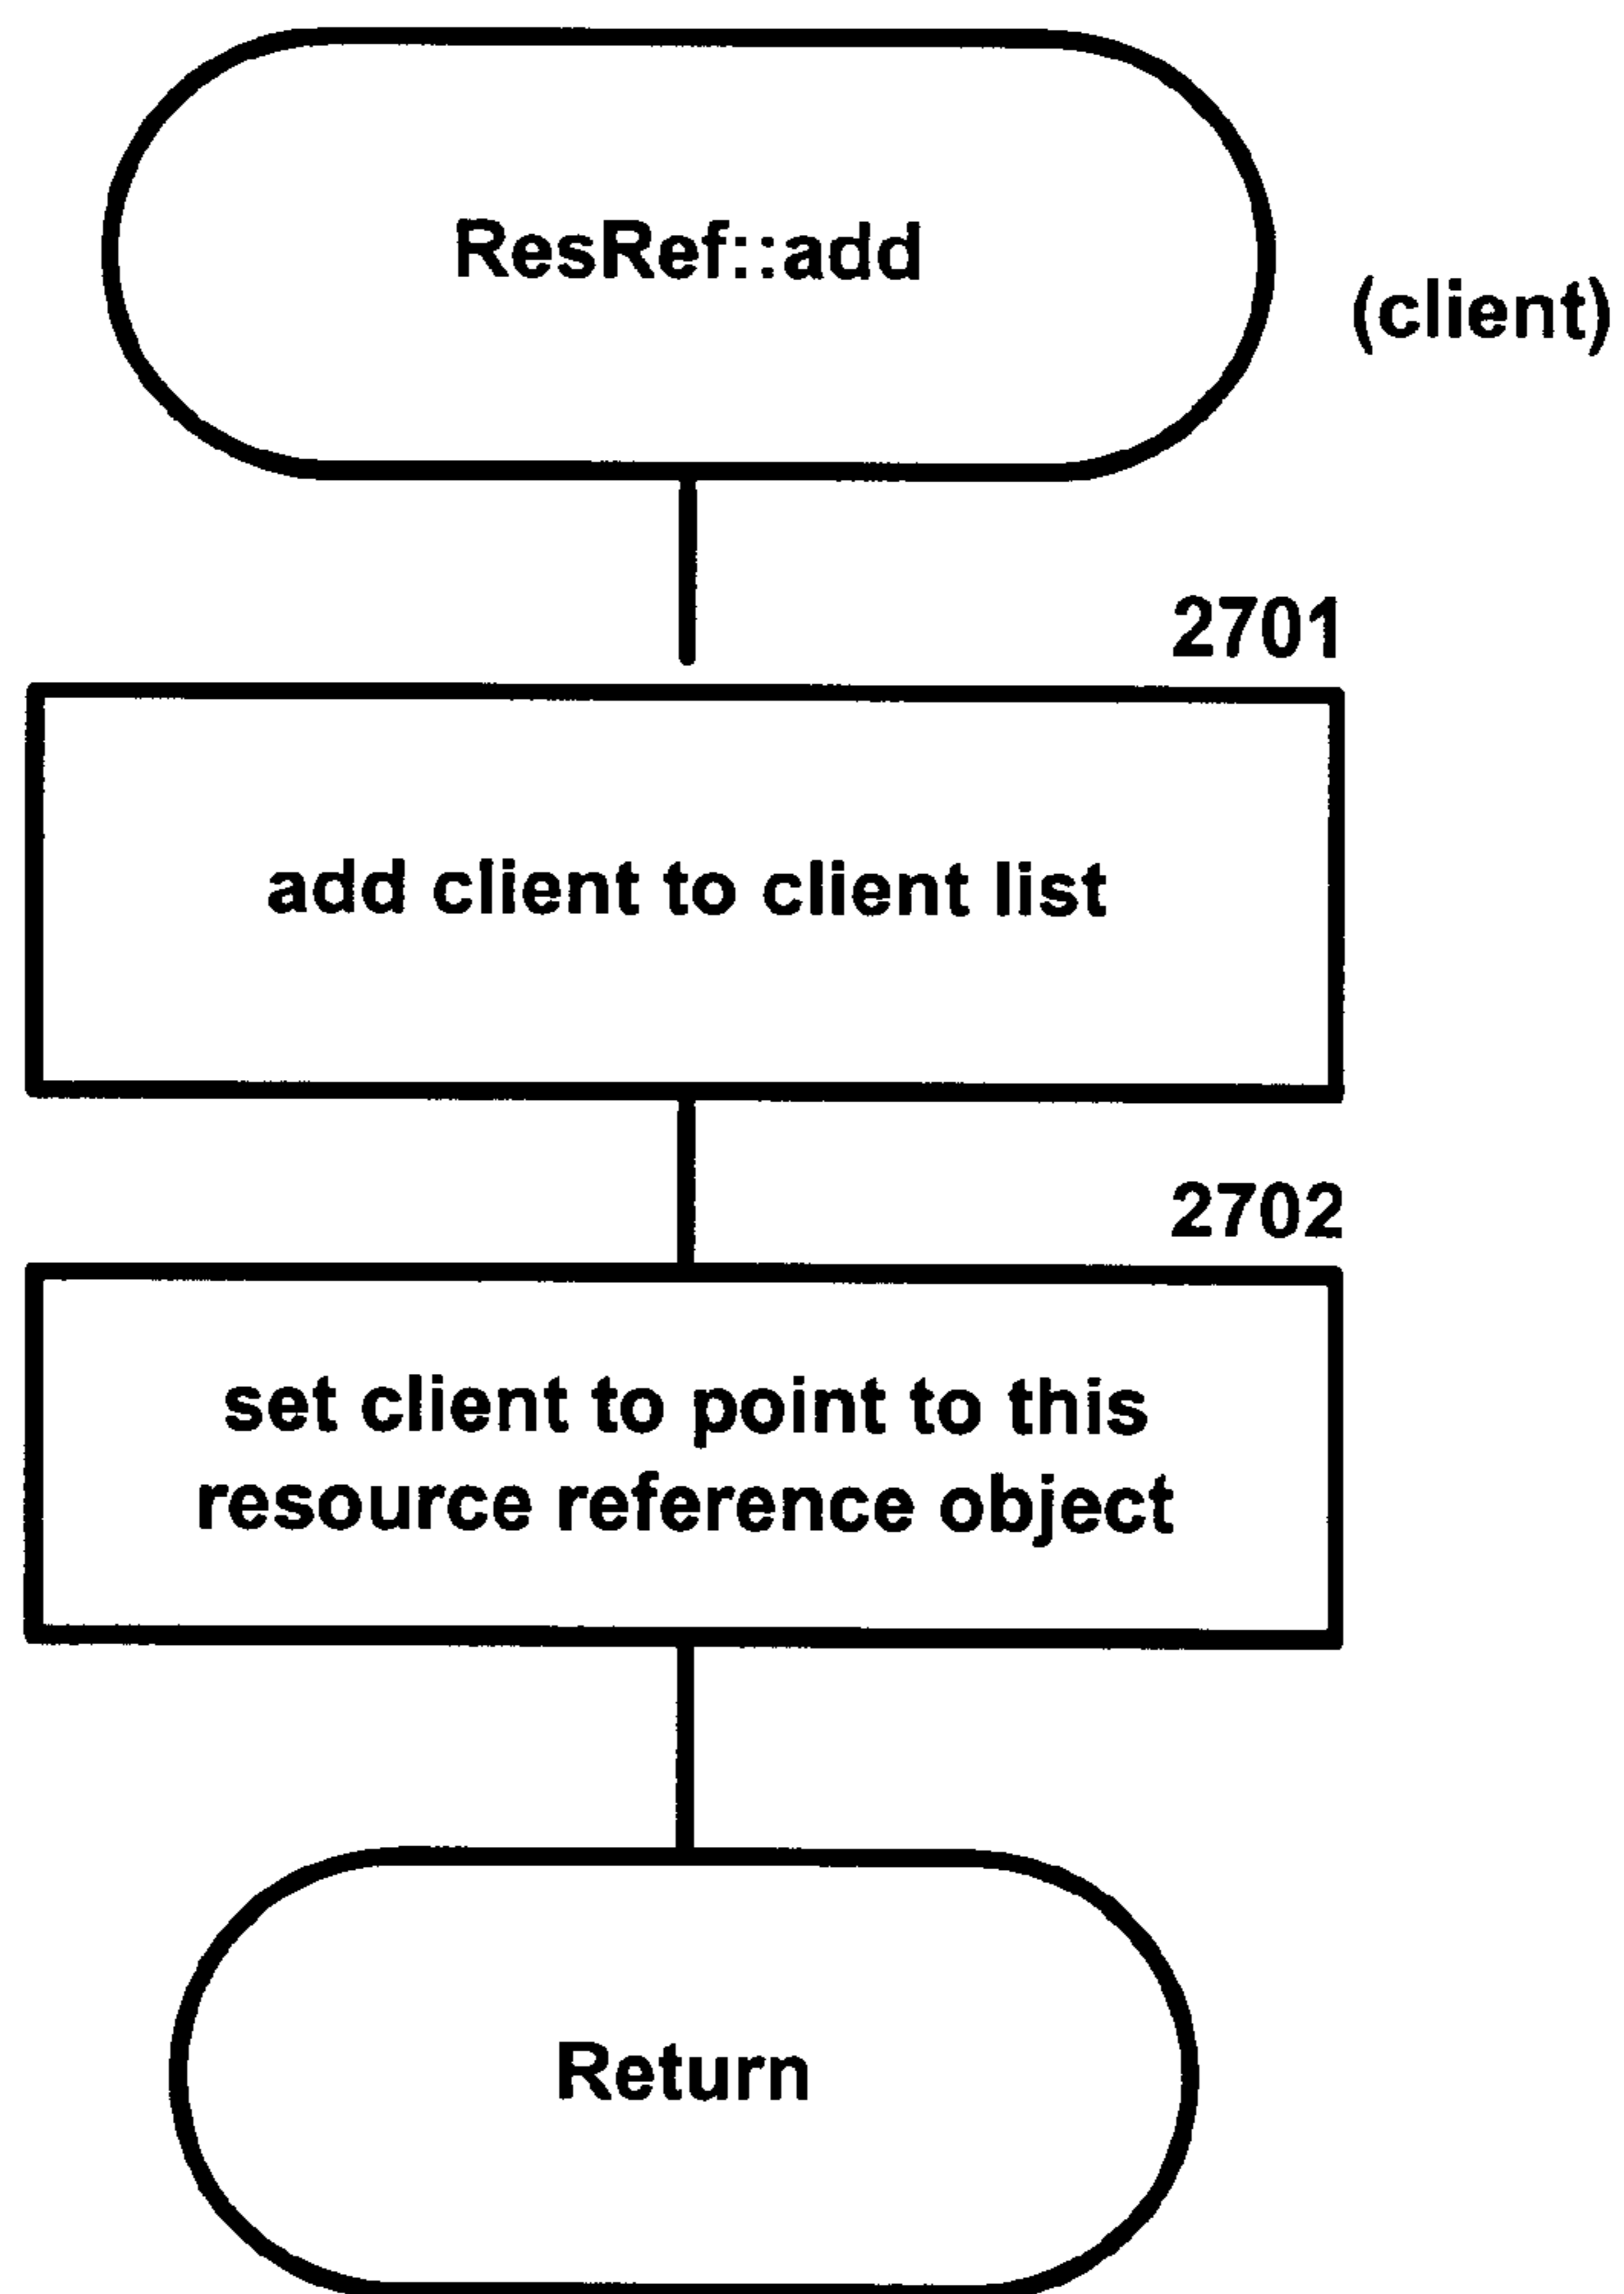 ResRef::add
(client)
2701
add client to client list
2702
set client to point to this
resource reference object
Return